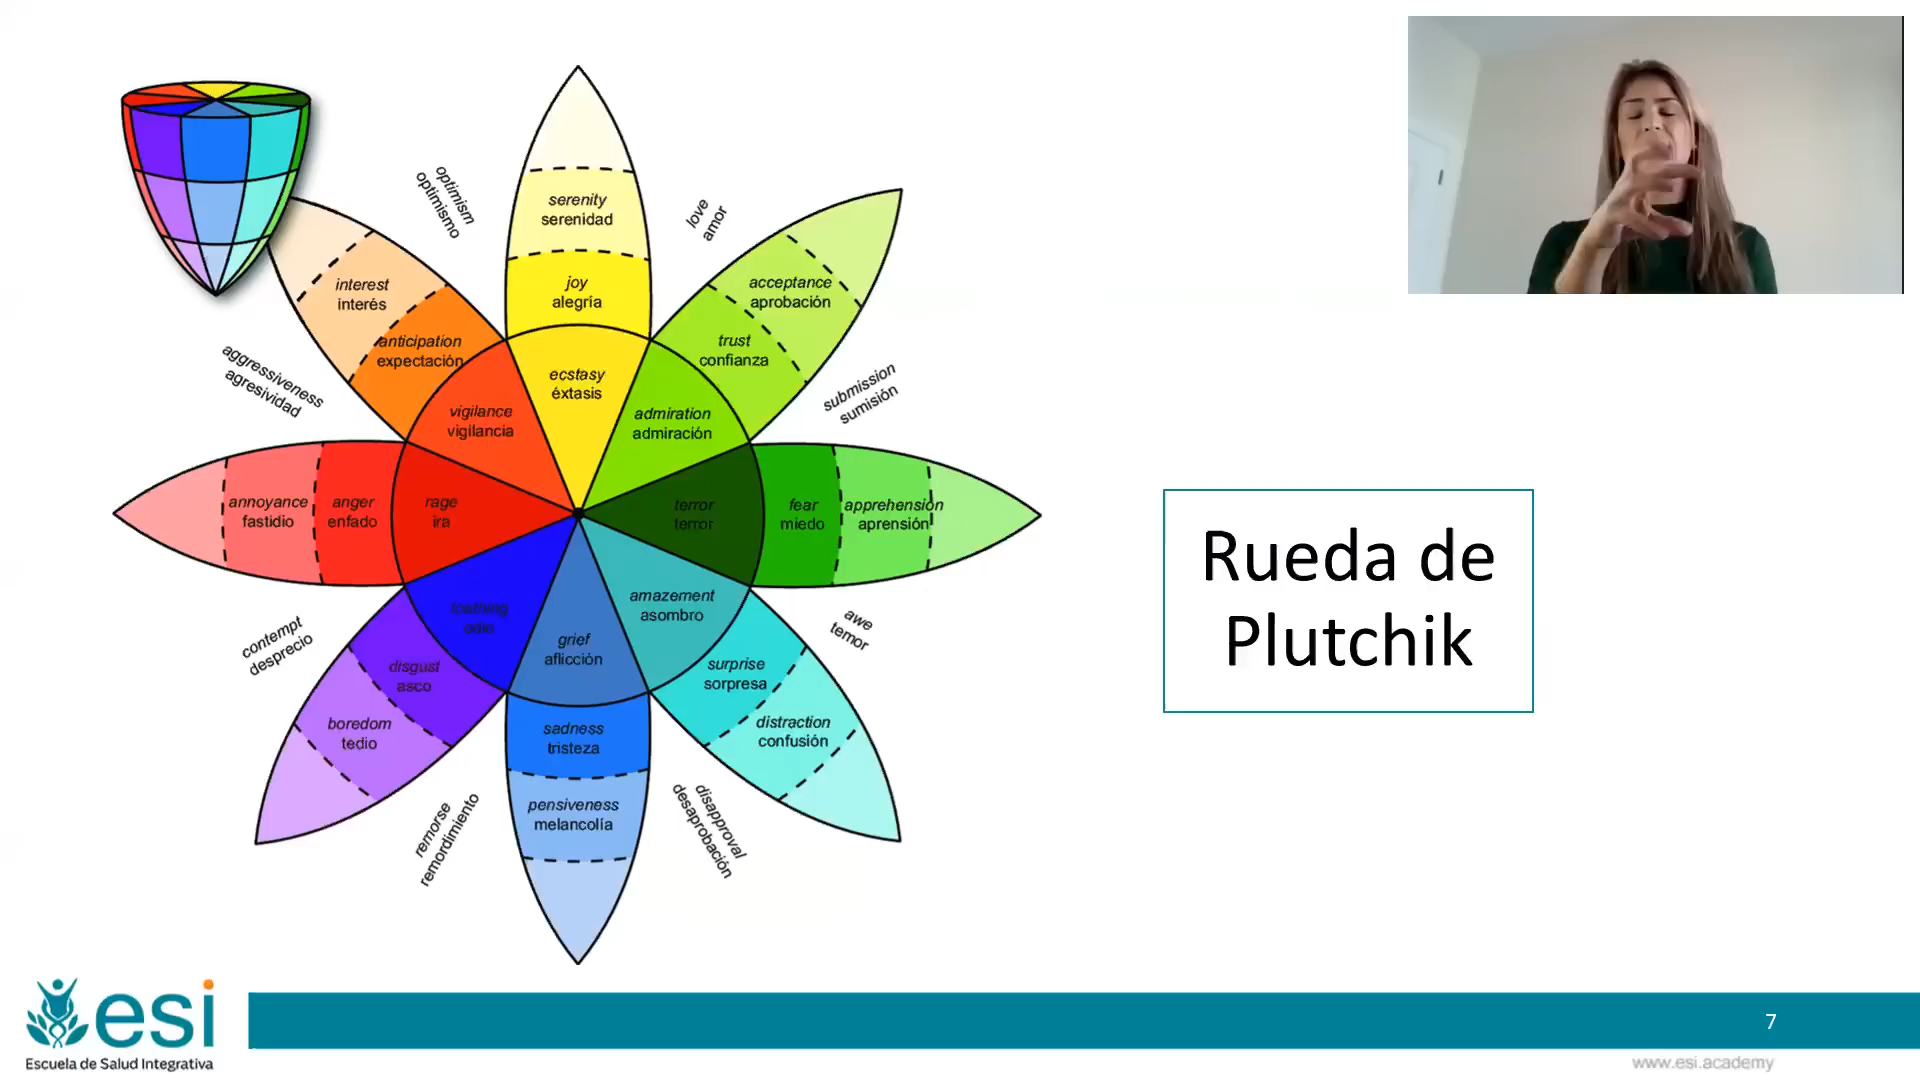 optimism
optimismo
serenity
serenidad
love
amor
joy
alegría
interest
interés
acceptance
aprobación
anticipation
expectación
trust
confianza
aggressiveness
agresividad
ecstasy
éxtasis
submission
sumisión
vigilance
vigilancia
admiration
admiración
annoyance
fastidio
anger
enfado
rage
ira
terror
terror
fear
miedo
apprehension
aprensión
Rueda de
Plutchik
loathing
odio
amazement
asombro
contempt
desprecio
grief
aflicción
awe
temor
disgust
asco
surprise
sorpresa
boredom
tedio
sadness
tristeza
distraction
confusión
remorse
remordimiento
pensiveness
melancolía
disapproval
desaprobación
esi
Escuela de Salud Integrativa
7
www.esi.academy